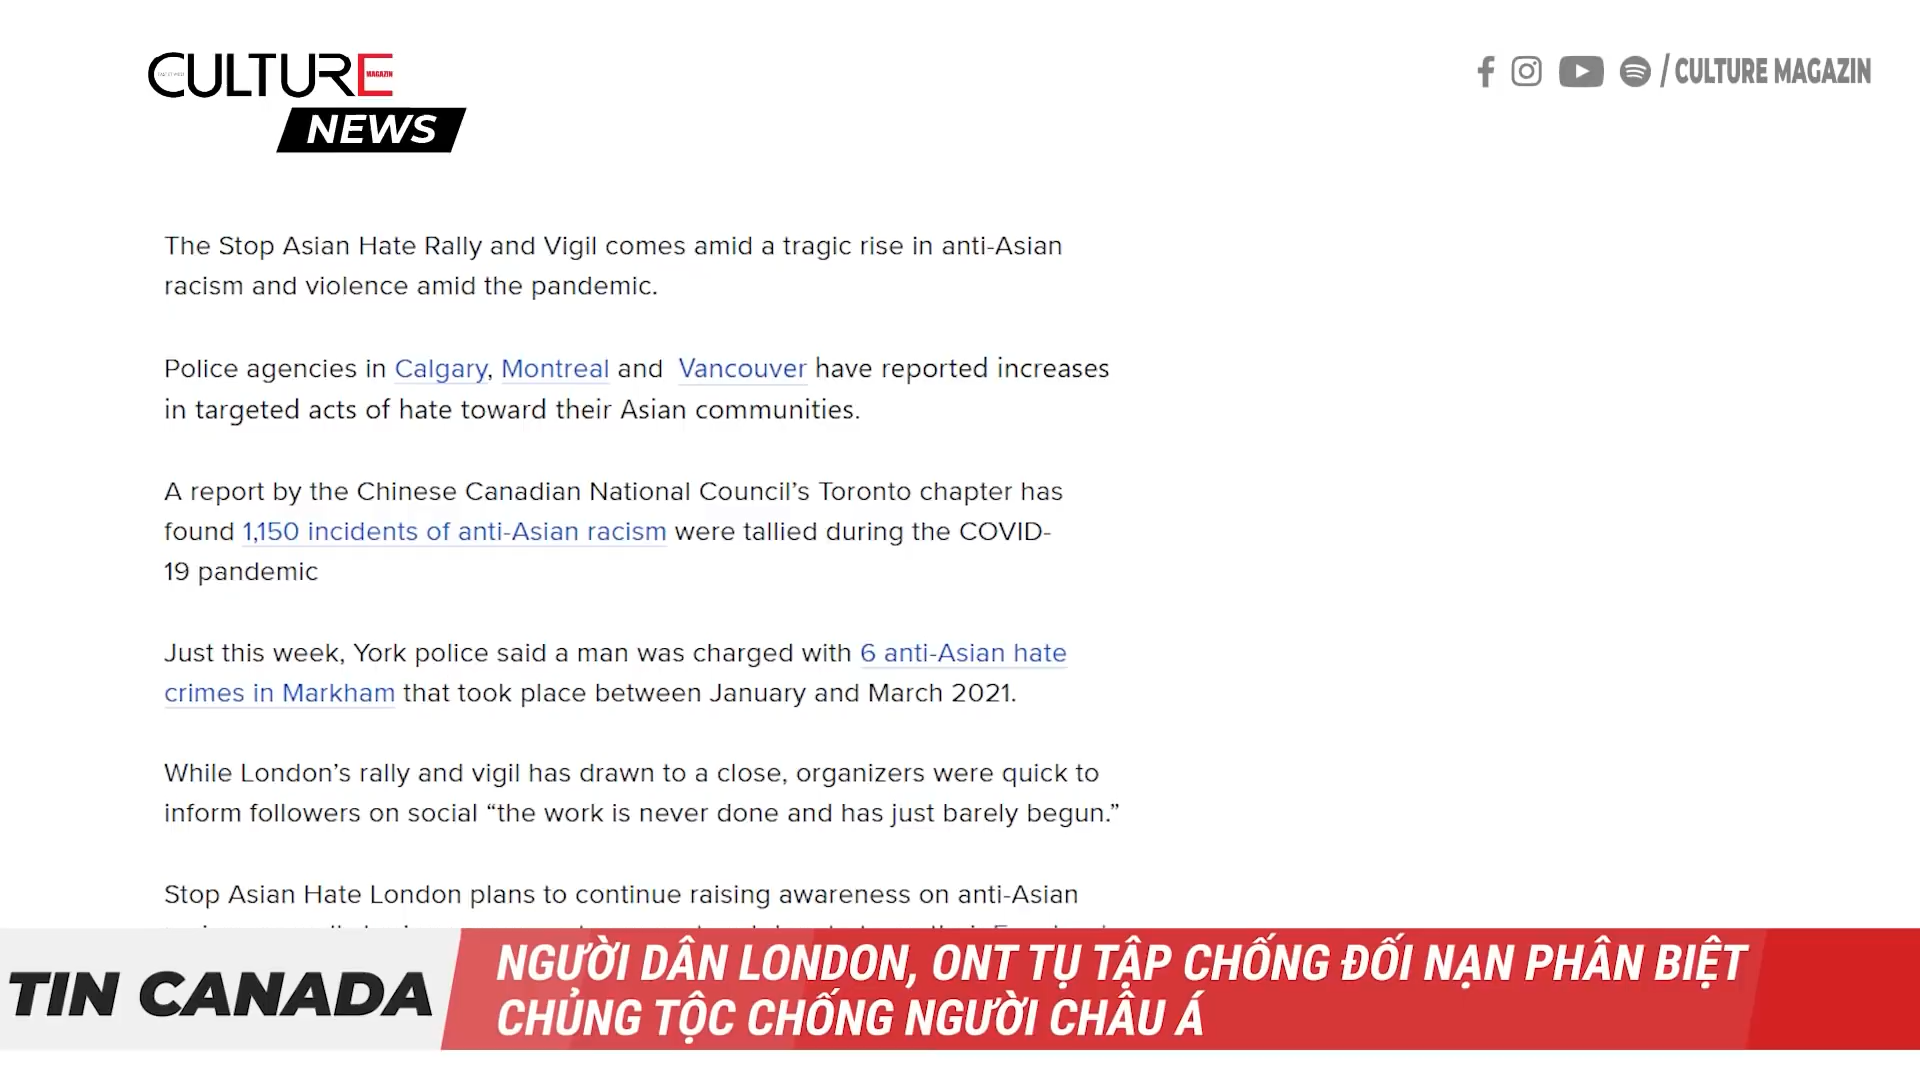 CULTURE
MAGAZIN
NEWS
/ CULTURE MAGAZIN
The Stop Asian Hate Rally and Vigil comes amid a tragic rise in anti-Asian
racism and violence amid the pandemic.
Police agencies in Calgary, Montreal and Vancouver have reported increases
in targeted acts of hate toward their Asian communities.
A report by the Chinese Canadian National Council’s Toronto chapter has
found 1,150 incidents of anti-Asian racism were tallied during the COVID-
19 pandemic
Just this week, York police said a man was charged with 6 anti-Asian hate
crimes in Markham that took place between January and March 2021.
While London’s rally and vigil has drawn to a close, organizers were quick to
inform followers on social “the work is never done and has just barely begun.”
Stop Asian Hate London plans to continue raising awareness on anti-Asian
TIN CANADA
NGƯỜI DÂN LONDON, ONT TỤ TẬP CHỐNG ĐỐI NẠN PHÂN BIỆT
CHỦNG TỘC CHỐNG NGƯỜI CHÂU Á